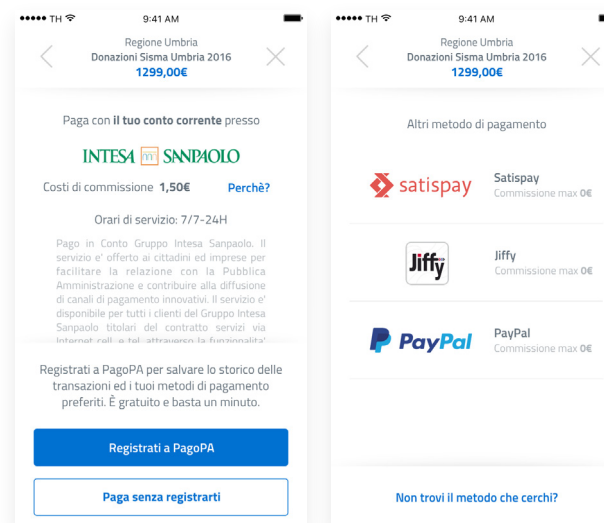 TH 9:41 AM
Regione Umbria
Donazioni Sisma Umbria 2016
1299,00€
Paga con il tuo conto corrente presso
INTESA SANPAOLO
Costi di commissione 1,50€ Perchè?
Orari di servizio: 7/7-24H
Pago in Conto Gruppo Intesa Sanpaolo. Il
servizio e' offerto ai cittadini ed imprese per
facilitare la relazione con la Pubblica
Amministrazione e contribuire alla diffusione
di canali di pagamento innovativi. Il servizio e'
disponibile per tutti i clienti del Gruppo Intesa
Sanpaolo titolari del contratto servizi via
Internet cell. e tel. attraverso la funzionalita'
Registrati a PagoPA per salvare lo storico delle
transazioni ed i tuoi metodi di pagamento
preferiti. È gratuito e basta un minuto.
Registrati a PagoPA
Paga senza registrarti
TH 9:41 AM
Regione Umbria
Donazioni Sisma Umbria 2016
1299,00€
Altri metodo di pagamento
satispay Satispay
Commissione max 0€
Jiffy Jiffy
Commissione max 0€
PayPal PayPal
Commissione max 0€
Non trovi il metodo che cerchi?